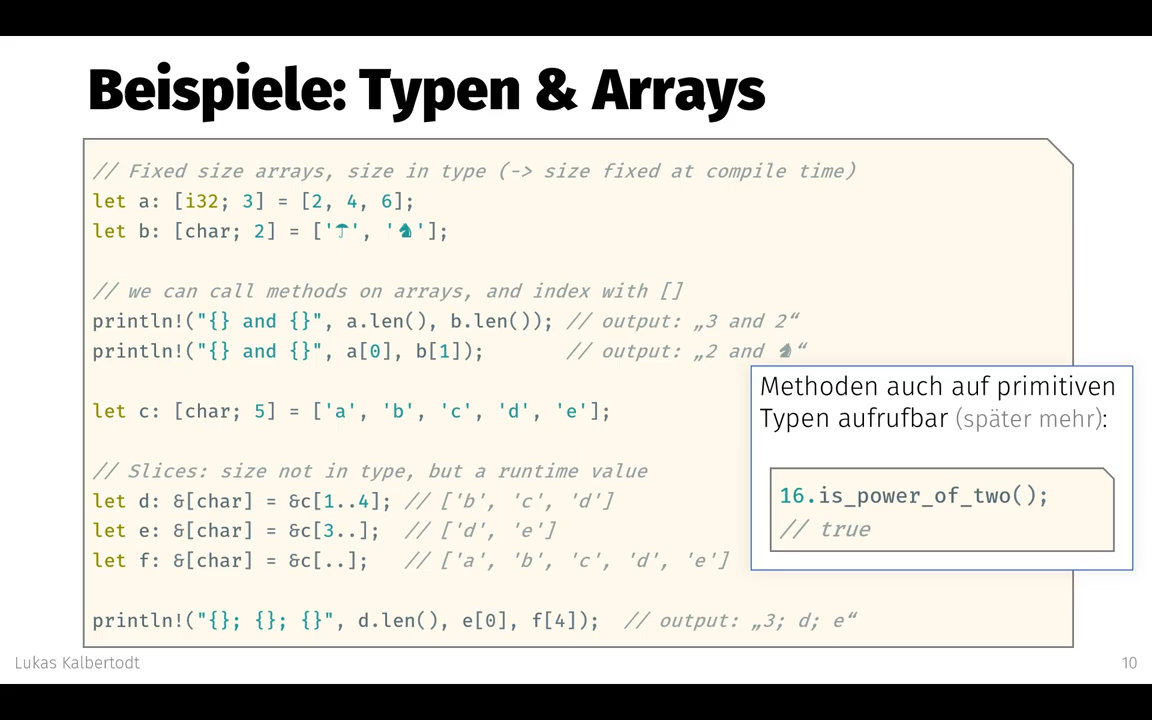 Beispiele: Typen & Arrays
// Fixed size arrays, size in type (-> size fixed at compile time)
let a: [i32; 3] = [2, 4, 6];
let b: [char; 2] = ['☂', '♞'];
// we can call methods on arrays, and index with []
println!("{} and {}", a.len(), b.len()); // output: „3 and 2“
println!("{} and {}", a[0], b[1]); // output: „2 and ♞“
let c: [char; 5] = ['a', 'b', 'c', 'd', 'e'];
// Slices: size not in type, but a runtime value
let d: &[char] = &c[1..4]; // ['b', 'c', 'd']
let e: &[char] = &c[3..]; // ['d', 'e']
let f: &[char] = &c[..]; // ['a', 'b', 'c', 'd', 'e']
println!("{}; {}; {}", d.len(), e[0], f[4]); // output: „3; d; e“
Methoden auch auf primitiven
Typen aufrufbar (später mehr):
16.is_power_of_two();
// true
Lukas Kalbertodt
10